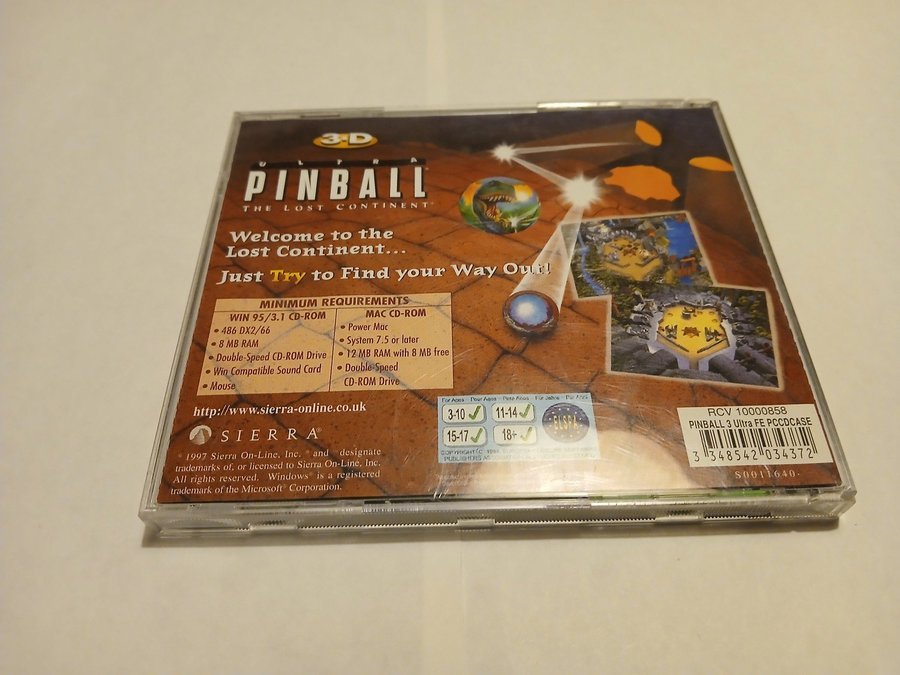 3-D
ULTRA
PINBALL
THE LOST CONTINENT
Welcome to the
Lost Continent...
Just Try to Find your Way Out!
MINIMUM REQUIREMENTS
WIN 95/3.1 CD-ROM
• 486 DX2/66
• 8 MB RAM
• Double-Speed CD-ROM Drive
• Win Compatible Sound Card
• Mouse
MAC CD-ROM
• Power Mac
• System 7.5 or later
• 12 MB RAM with 8 MB free
• Double-Speed
CD-ROM Drive
http://www.sierra-online.co.uk
SIERRA®
© 1997 Sierra On-Line, Inc. ® and ™ designate
trademarks of, or licensed to Sierra On-Line, Inc.
All rights reserved. Windows® is a registered
trademark of the Microsoft® Corporation.
For Ages Pour Ages Für Jahre
3-10 11-14
15-17 18+
ELSPA
RCV 10000858
PINBALL 3 Ultra FE PCCDCASE
3 348542 034372
S0011640